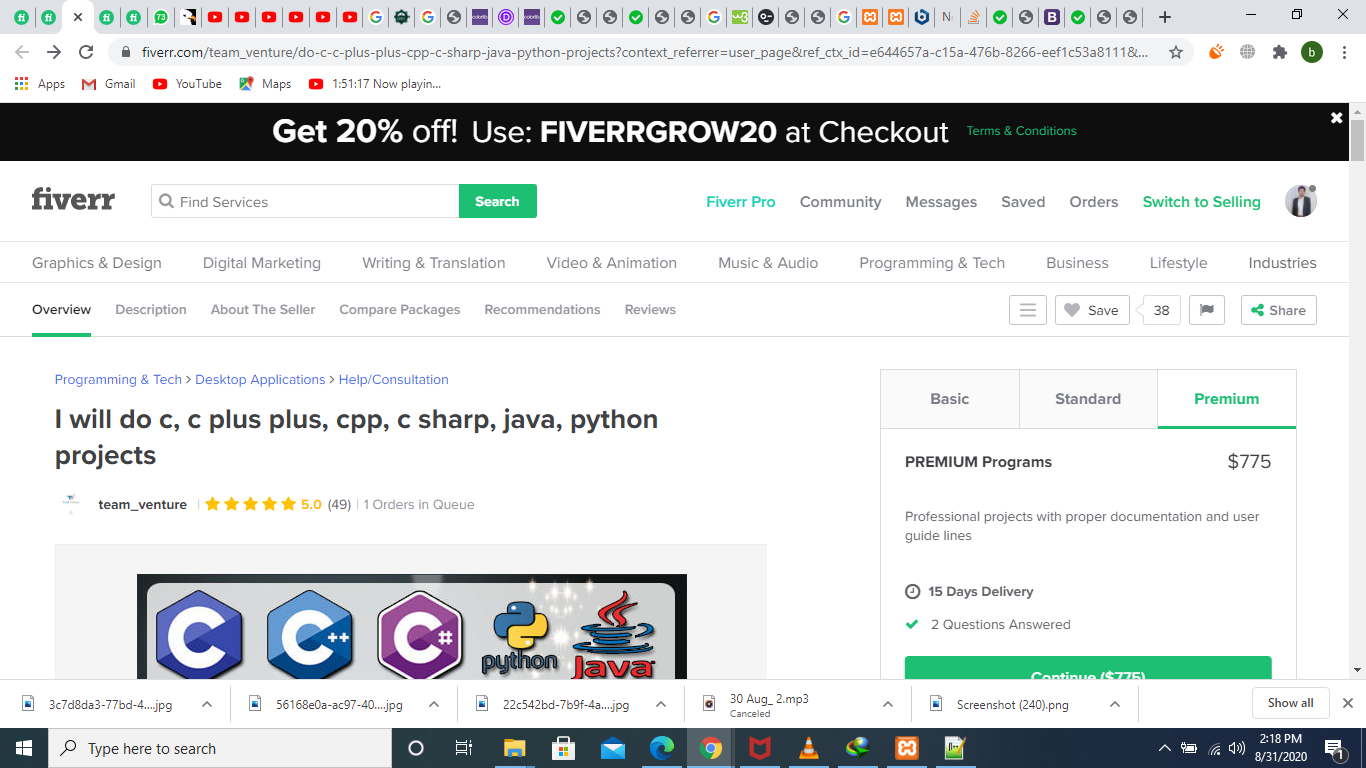 73
fiverr.com/team_venture/do-c-c-plus-plus-cpp-c-sharp-java-python-projects?context_referrer=user_page&ref_ctx_id=e644657a-c15a-476b-8266-eef1c53a8111&...
b
Apps Gmail YouTube Maps 1:51:17 Now playin...
Get 20% off! Use: FIVERRGROW20 at Checkout Terms & Conditions
fiverr Find Services Search Fiverr Pro Community Messages Saved Orders Switch to Selling
Graphics & Design Digital Marketing Writing & Translation Video & Animation Music & Audio Programming & Tech Business Lifestyle Industries
Overview Description About The Seller Compare Packages Recommendations Reviews Save 38 Share
Programming & Tech > Desktop Applications > Help/Consultation
I will do c, c plus plus, cpp, c sharp, java, python
projects
team_venture 5.0 (49) 1 Orders in Queue
C C++ C# python Java
Basic Standard Premium
PREMIUM Programs $775
Professional projects with proper documentation and user
guide lines
15 Days Delivery
2 Questions Answered
Continue ($775)
3c7d8da3-77bd-4....jpg 56168e0a-ac97-40....jpg 22c542bd-7b9f-4a....jpg 30 Aug_ 2.mp3 Screenshot (240).png Show all
Canceled
Type here to search 2:18 PM
8/31/2020 1